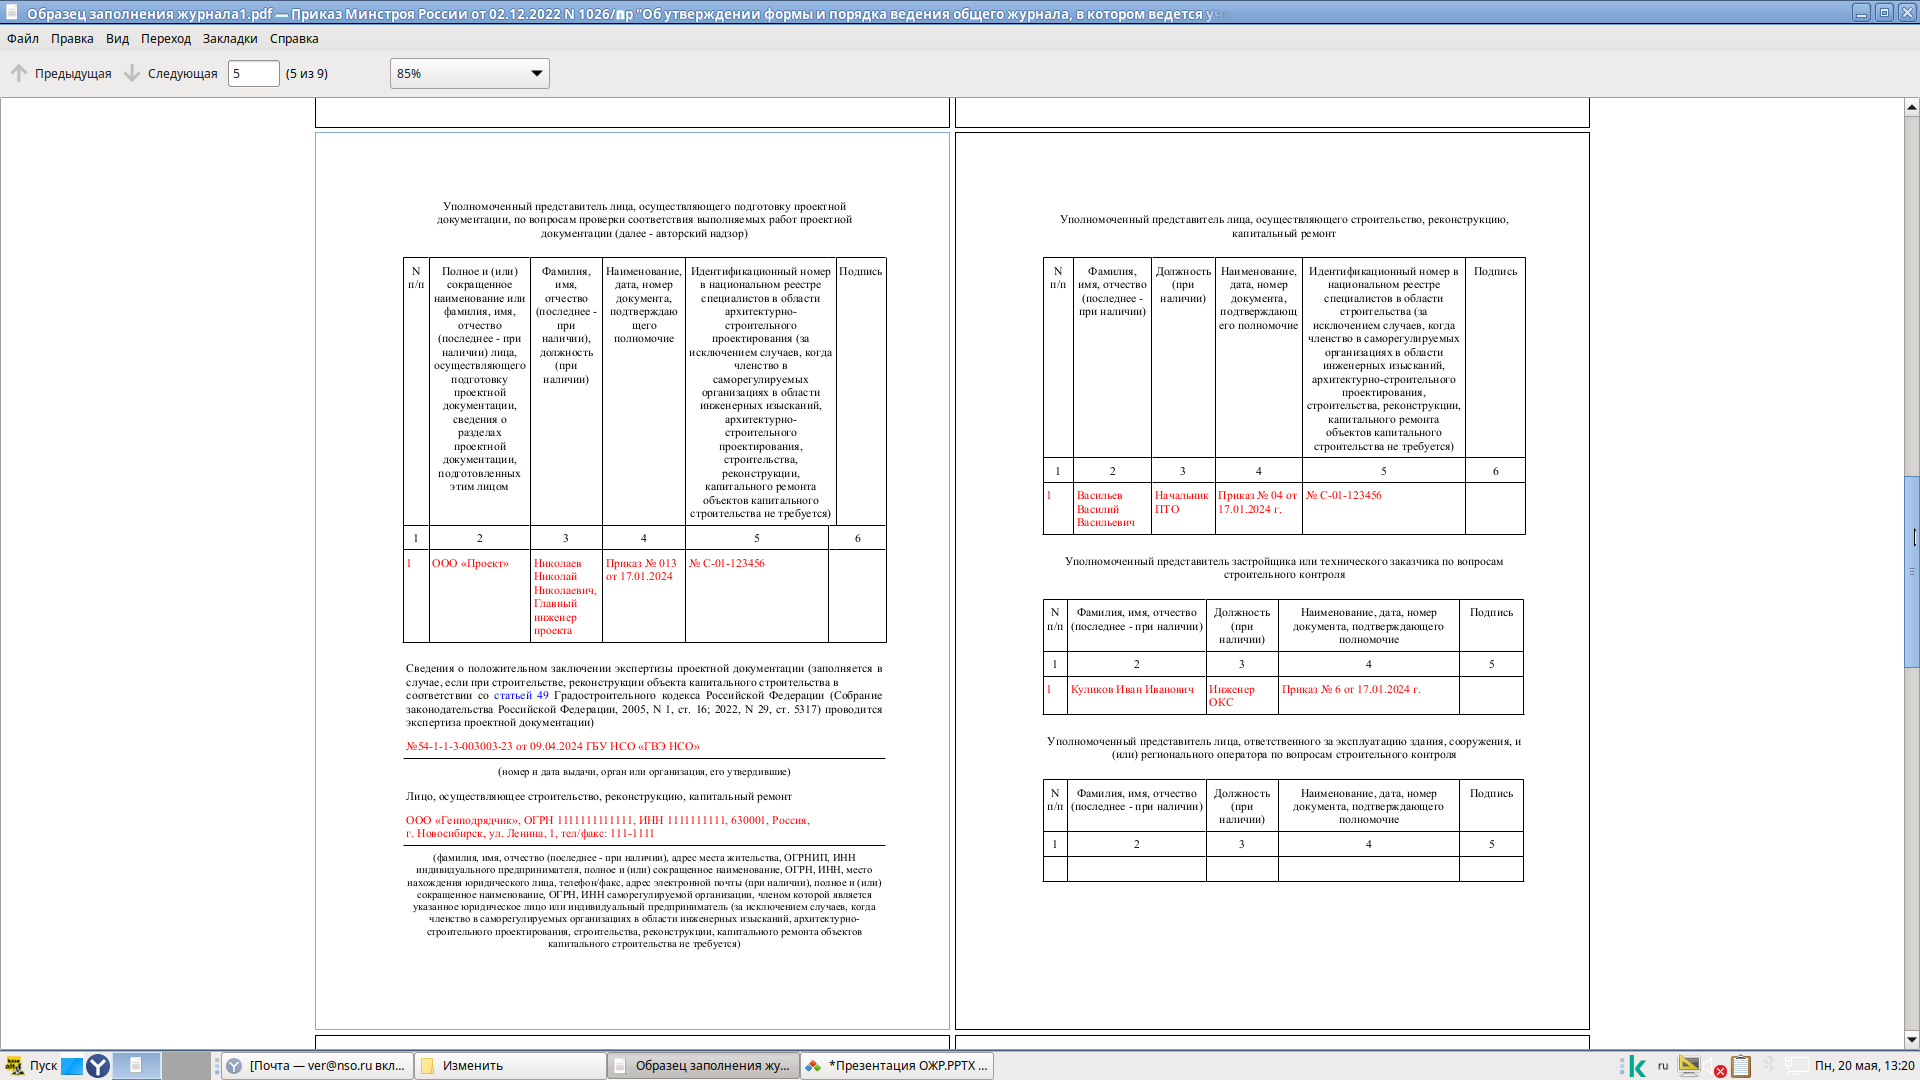 Образец заполнения журнала1.pdf — Приказ Минстроя России от 02.12.2022 N 1026/пр "Об утверждении формы и порядка ведения общего журнала, в котором ведется
Файл Правка Вид Переход Закладки Справка
Предыдущая Следующая 5 (5 из 9) 85%
Уполномоченный представитель лица, осуществляющего подготовку проектной
документации, по вопросам проверки соответствия выполняемых работ проектной
документации (далее - авторский надзор)
N
п/п
Полное и (или)
сокращенное
наименование или
фамилия, имя,
отчество
(последнее - при
наличии) лица,
осуществляющего
подготовку
проектной
документации,
сведения о
разделах
проектной
документации,
подготовленных
этим лицом
Фамилия,
имя,
отчество
(последнее -
при
наличии),
должность
(при
наличии)
Наименование,
дата, номер
документа,
подтверждаю
щего
полномочие
Идентификационный номер
в национальном реестре
специалистов в области
архитектурно-
строительного
проектирования (за
исключением случаев, когда
членство в
саморегулируемых
организациях в области
инженерных изысканий,
архитектурно-
строительного
проектирования,
строительства,
реконструкции,
капитального ремонта
объектов капитального
строительства не требуется)
Подпись
1 2 3 4 5 6
1
ООО «Проект»
Николаев
Николай
Николаевич,
Главный
инженер
проекта
Приказ № 013
от 17.01.2024
№ С-01-123456
Сведения о положительном заключении экспертизы проектной документации (заполняется в
случае, если при строительстве, реконструкции объекта капитального строительства в
соответствии со статьей 49 Градостроительного кодекса Российской Федерации (Собрание
законодательства Российской Федерации, 2005, N 1, ст. 16; 2022, N 29, ст. 5317) проводится
экспертиза проектной документации)
№54-1-1-3-003003-23 от 09.04.2024 ГБУ НСО «ГВЭ НСО»
(номер и дата выдачи, орган или организация, его утвердившие)
Лицо, осуществляющее строительство, реконструкцию, капитальный ремонт
ООО «Генподрядчик», ОГРН 1111111111111, ИНН 1111111111, 630001, Россия,
г. Новосибирск, ул. Ленина, 1, тел/факс: 111-1111
(фамилия, имя, отчество (последнее - при наличии), адрес места жительства, ОГРНИП, ИНН
индивидуального предпринимателя, полное и (или) сокращенное наименование, ОГРН, ИНН, место
нахождения юридического лица, телефон/факс, адрес электронной почты (при наличии), полное и (или)
сокращенное наименование, ОГРН, ИНН саморегулируемой организации, членом которой является
указанное юридическое лицо или индивидуальный предприниматель (за исключением случаев, когда
членство в саморегулируемых организациях в области инженерных изысканий, архитектурно-
строительного проектирования, строительства, реконструкции, капитального ремонта объектов
капитального строительства не требуется)
Уполномоченный представитель лица, осуществляющего строительство, реконструкцию,
капитальный ремонт
N
п/п
Фамилия,
имя, отчество
(последнее -
при наличии)
Должность
(при
наличии)
Наименование,
дата, номер
документа,
подтверждающ
его полномочие
Идентификационный номер в
национальном реестре
специалистов в области
строительства (за
исключением случаев, когда
членство в саморегулируемых
организациях в области
инженерных изысканий,
архитектурно-строительного
проектирования,
строительства, реконструкции,
капитального ремонта
объектов капитального
строительства не требуется)
Подпись
1 2 3 4 5 6
1
Васильев
Василий
Васильевич
Начальник
ПТО
Приказ № 04 от
17.01.2024 г.
№ С-01-123456
Уполномоченный представитель застройщика или технического заказчика по вопросам
строительного контроля
N
п/п
Фамилия, имя, отчество
(последнее - при наличии)
Должность
(при
наличии)
Наименование, дата, номер
документа, подтверждающего
полномочие
Подпись
1 2 3 4 5
1
Куликов Иван Иванович
Инженер
ОКС
Приказ № 6 от 17.01.2024 г.
Уполномоченный представитель лица, ответственного за эксплуатацию здания, сооружения, и
(или) регионального оператора по вопросам строительного контроля
N
п/п
Фамилия, имя, отчество
(последнее - при наличии)
Должность
(при
наличии)
Наименование, дата, номер
документа, подтверждающего
полномочие
Подпись
1 2 3 4 5
Пуск [Почта — ver@nso.ru вкл... Изменить Образец заполнения жу... *Презентация ОЖР.PPTX ... ru Пн, 20 мая, 13:20